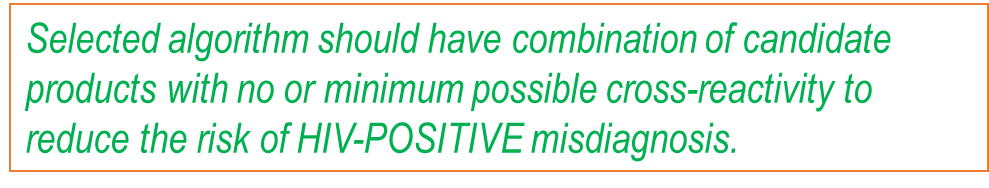 Selected algorithm should have combination of candidate
products with no or minimum possible cross-reactivity to
reduce the risk of HIV-POSITIVE misdiagnosis.